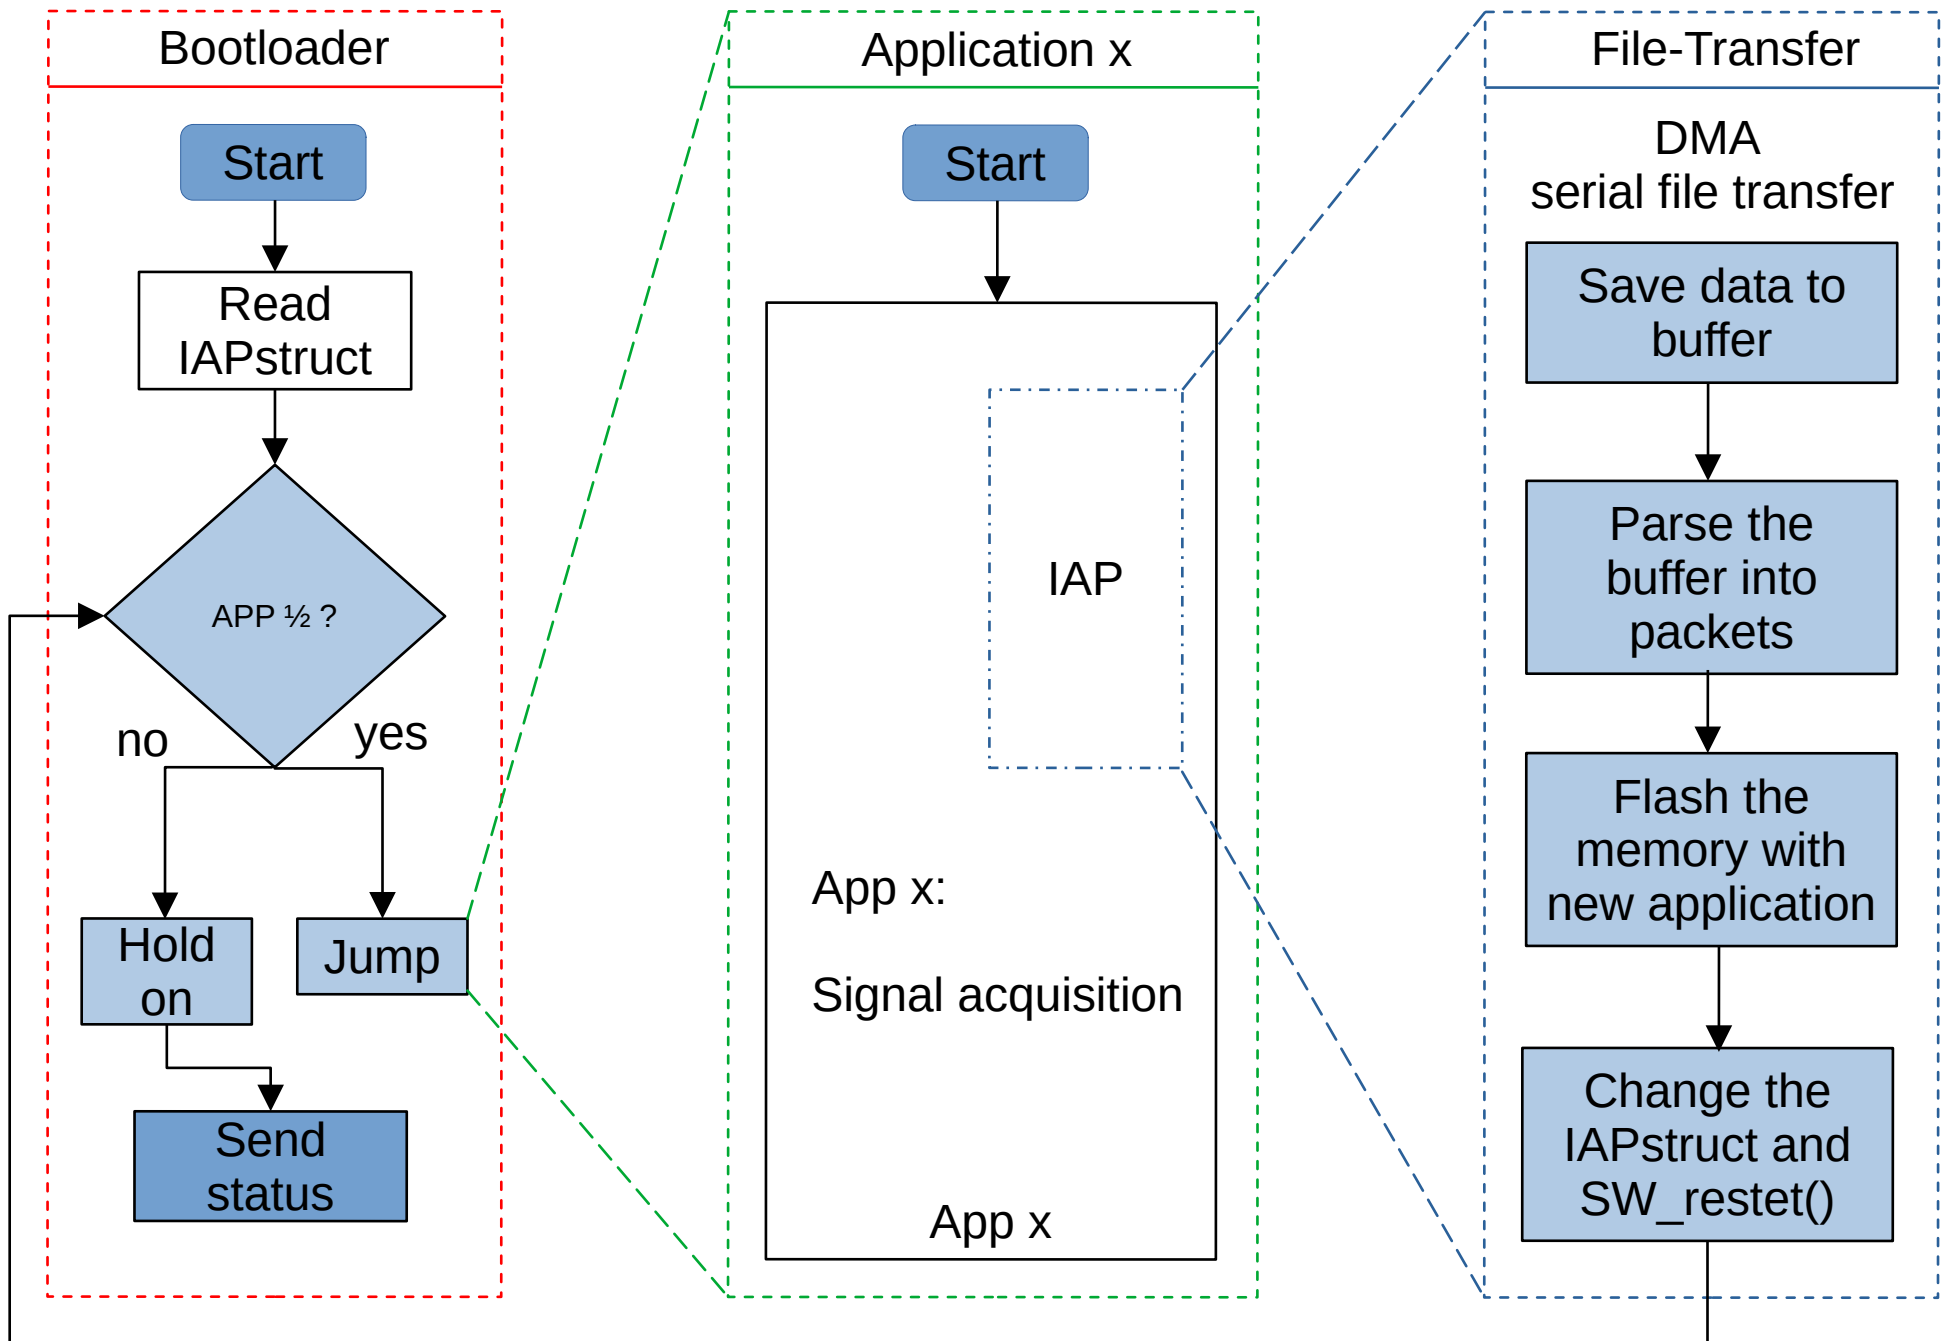 Bootloader
Start
Read
IAPstruct
APP ½ ?
no
yes
Hold
on
Jump
Send
status
Application x
Start
IAP
App x:
Signal acquisition
App x
File-Transfer
DMA
serial file transfer
Save data to
buffer
Parse the
buffer into
packets
Flash the
memory with
new application
Change the
IAPstruct and
SW_restet()